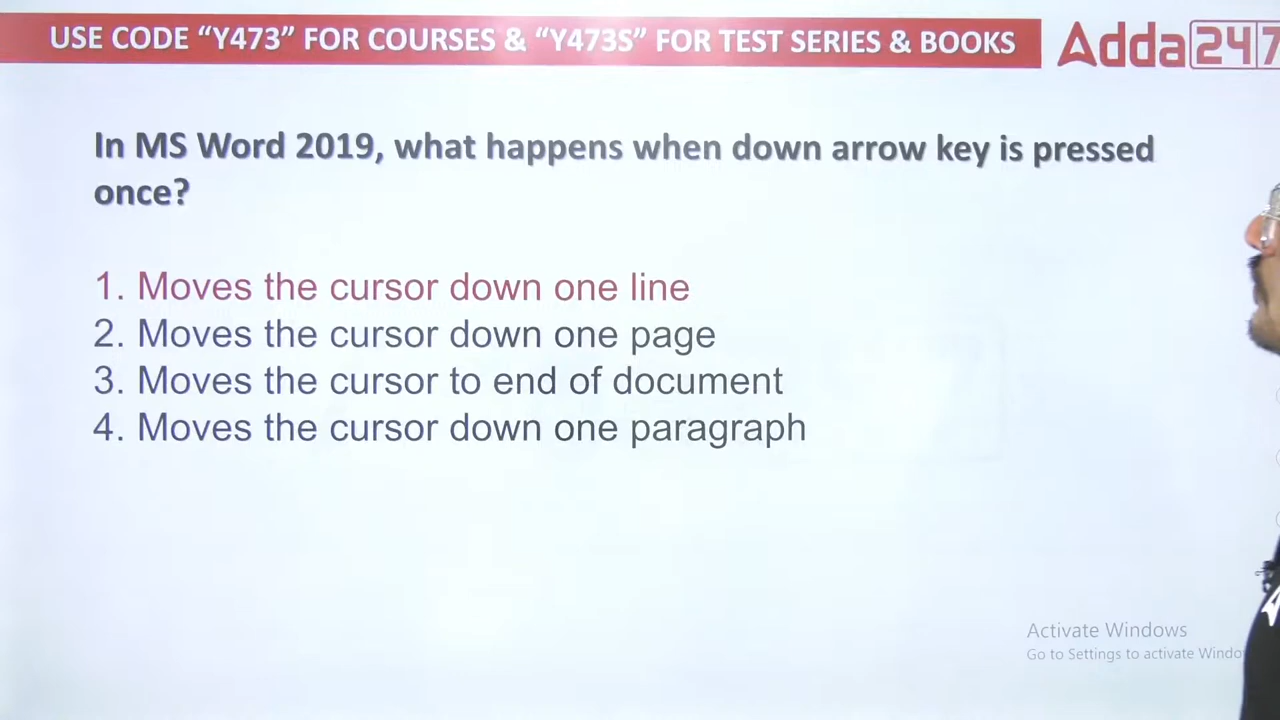 USE CODE “Y473” FOR COURSES & “Y473S” FOR TEST SERIES & BOOKS
Adda247
In MS Word 2019, what happens when down arrow key is pressed
once?
1. Moves the cursor down one line
2. Moves the cursor down one page
3. Moves the cursor to end of document
4. Moves the cursor down one paragraph
Activate Windows
Go to Settings to activate Windo